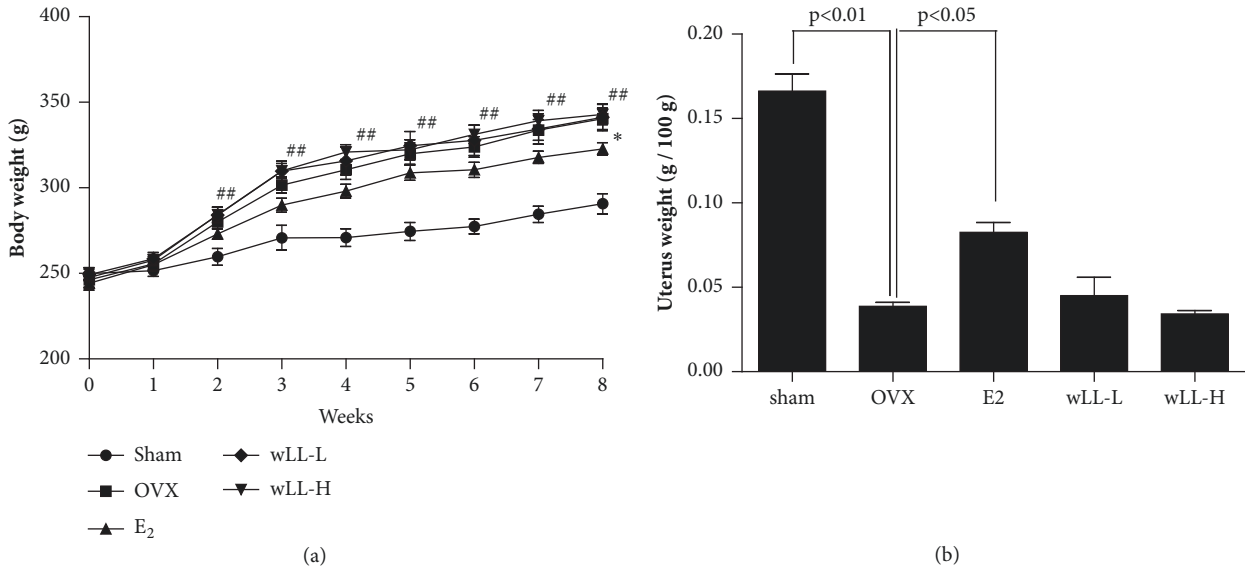 400
350
300
250
200
Body weight (g)
##
##
##
##
##
##
##
*
0 1 2 3 4 5 6 7 8
Weeks
Sham wLL-L
OVX wLL-H
E₂
(a)
p<0.01 p<0.05
0.20
0.15
0.10
0.05
0.00
Uterus weight (g / 100 g)
sham OVX E2 wLL-L wLL-H
(b)